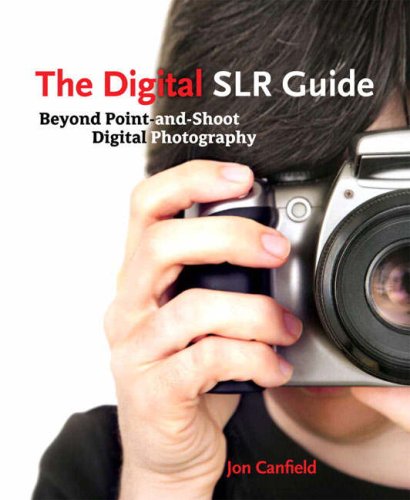 The Digital SLR Guide
Beyond Point-and-Shoot
Digital Photography
Jon Canfield